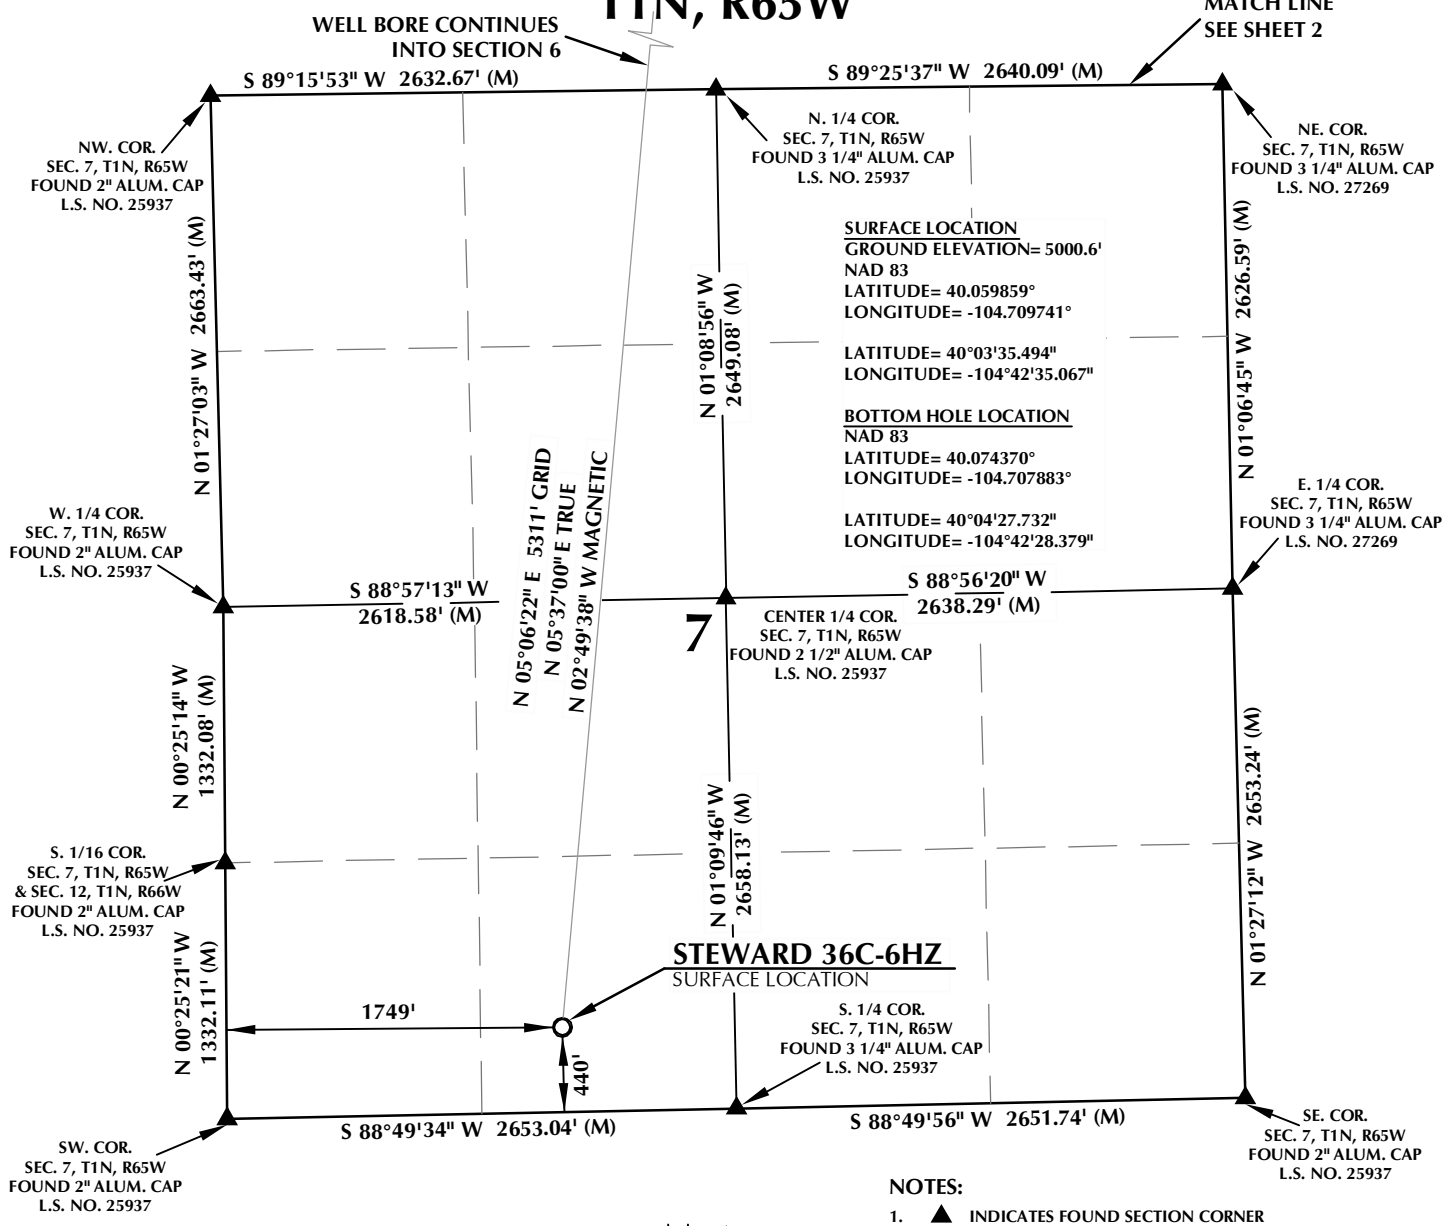 T1N, R65W
WELL BORE CONTINUES
INTO SECTION 6
MATCH LINE
SEE SHEET 2
S 89°15'53" W 2632.67' (M)
S 89°25'37" W 2640.09' (M)
NW. COR.
SEC. 7, T1N, R65W
FOUND 2" ALUM. CAP
L.S. NO. 25937
N. 1/4 COR.
SEC. 7, T1N, R65W
FOUND 3 1/4" ALUM. CAP
L.S. NO. 25937
NE. COR.
SEC. 7, T1N, R65W
FOUND 3 1/4" ALUM. CAP
L.S. NO. 27269
N 01°27'03" W 2663.43' (M)
N 01°08'56" W
2649.08' (M)
SURFACE LOCATION
GROUND ELEVATION= 5000.6'
NAD 83
LATITUDE= 40.059859°
LONGITUDE= -104.709741°
LATITUDE= 40°03'35.494"
LONGITUDE= -104°42'35.067"
BOTTOM HOLE LOCATION
NAD 83
LATITUDE= 40.074370°
LONGITUDE= -104.707883°
LATITUDE= 40°04'27.732"
LONGITUDE= -104°42'28.379"
N 01°06'45" W 2626.59' (M)
W. 1/4 COR.
SEC. 7, T1N, R65W
FOUND 2" ALUM. CAP
L.S. NO. 25937
N 05°06'22" E 5311' GRID
N 05°37'00" E TRUE
N 02°49'38" W MAGNETIC
E. 1/4 COR.
SEC. 7, T1N, R65W
FOUND 3 1/4" ALUM. CAP
L.S. NO. 27269
S 88°57'13" W
2618.58' (M)
S 88°56'20" W
2638.29' (M)
7
CENTER 1/4 COR.
SEC. 7, T1N, R65W
FOUND 2 1/2" ALUM. CAP
L.S. NO. 25937
N 00°25'14" W
1332.08' (M)
N 01°09'46" W
2658.13' (M)
N 01°27'12" W 2653.24' (M)
S. 1/16 COR.
SEC. 7, T1N, R65W
& SEC. 12, T1N, R66W
FOUND 2" ALUM. CAP
L.S. NO. 25937
N 00°25'21" W
1332.11' (M)
STEWARD 36C-6HZ
SURFACE LOCATION
1749'
440'
S. 1/4 COR.
SEC. 7, T1N, R65W
FOUND 3 1/4" ALUM. CAP
L.S. NO. 25937
S 88°49'34" W 2653.04' (M)
S 88°49'56" W 2651.74' (M)
SW. COR.
SEC. 7, T1N, R65W
FOUND 2" ALUM. CAP
L.S. NO. 25937
SE. COR.
SEC. 7, T1N, R65W
FOUND 2" ALUM. CAP
L.S. NO. 25937
NOTES:
1. ▲ INDICATES FOUND SECTION CORNER